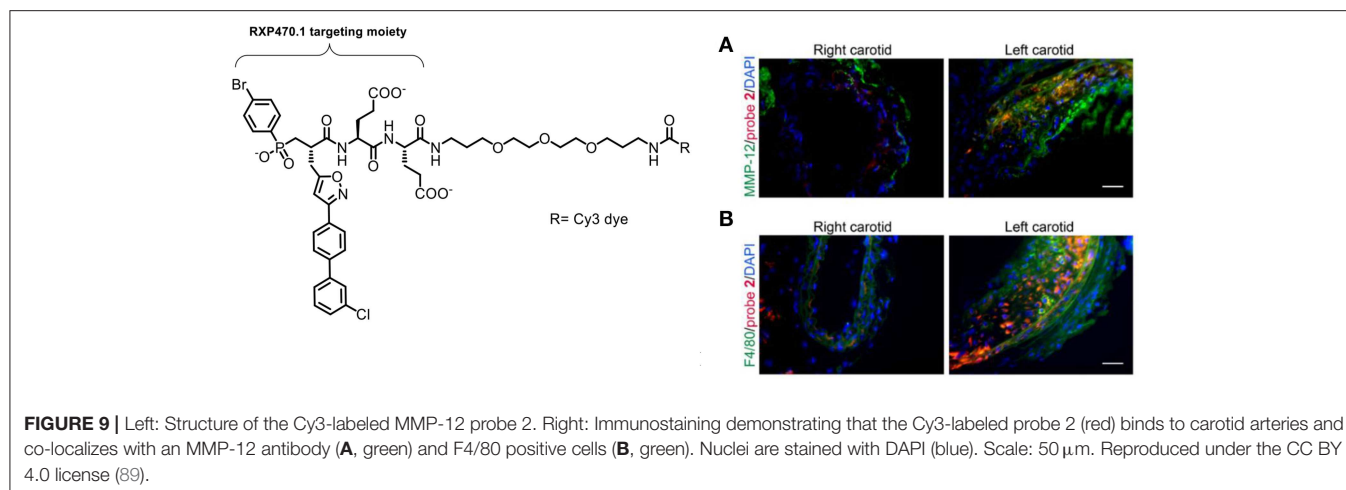 RXP470.1 targeting moiety
Br
COO-
O
O
H
N
H
N
N
H
N
H
O
O
O
O
R
-O
P
O
O
O
N
COO-
R= Cy3 dye
Cl
A
Right carotid
Left carotid
MMP-12/probe 2/DAPI
B
Right carotid
Left carotid
F4/80/probe 2/DAPI
FIGURE 9 | Left: Structure of the Cy3-labeled MMP-12 probe 2. Right: Immunostaining demonstrating that the Cy3-labeled probe 2 (red) binds to carotid arteries and
co-localizes with an MMP-12 antibody (A, green) and F4/80 positive cells (B, green). Nuclei are stained with DAPI (blue). Scale: 50 μm. Reproduced under the CC BY
4.0 license (89).